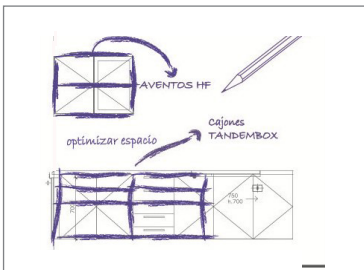 AVENTOS HF
Cajones
TANDEMBOX
optimizar espacio
750
h.700